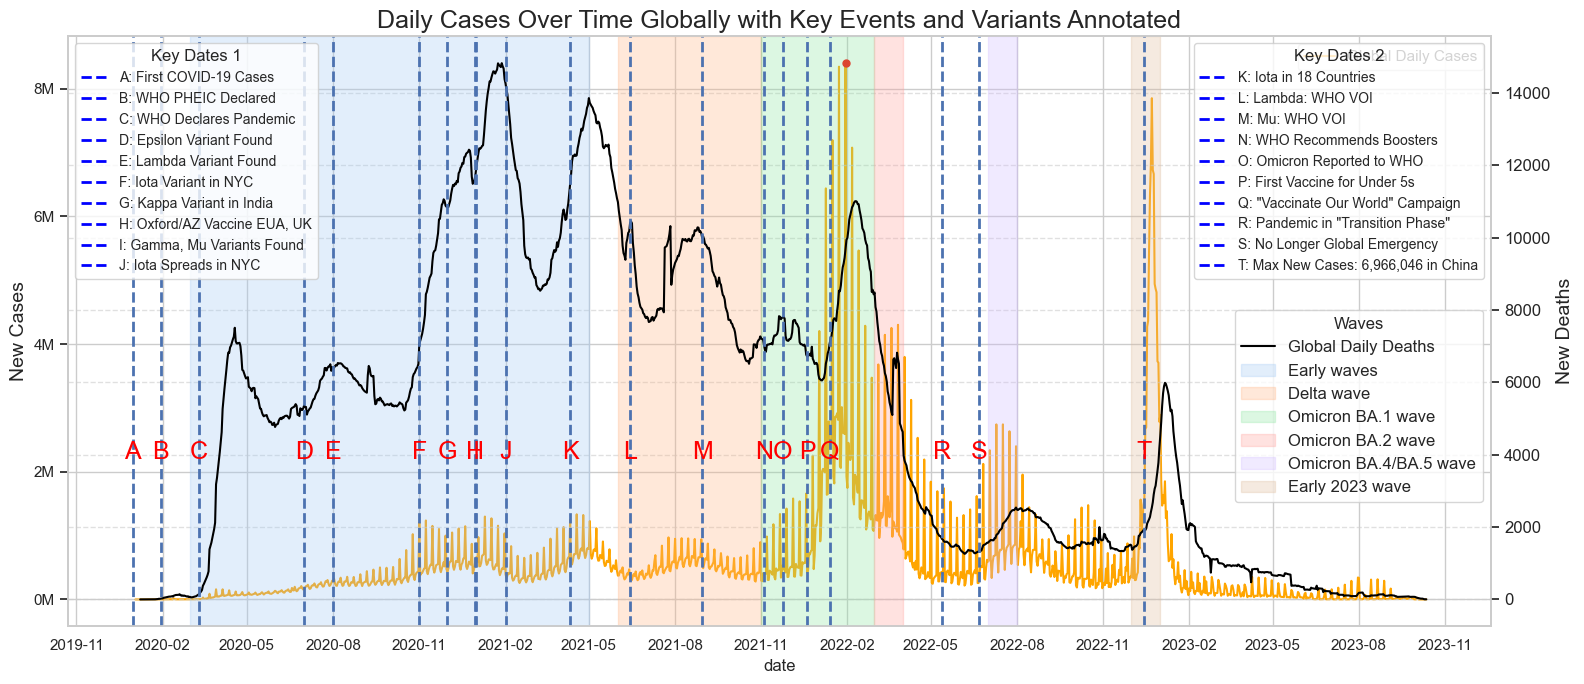 Daily Cases Over Time Globally with Key Events and Variants Annotated
Key Dates 1
A: First COVID-19 Cases
B: WHO PHEIC Declared
C: WHO Declares Pandemic
D: Epsilon Variant Found
E: Lambda Variant Found
F: Iota Variant in NYC
G: Kappa Variant in India
H: Oxford/AZ Vaccine EUA, UK
I: Gamma, Mu Variants Found
J: Iota Spreads in NYC
Global Daily Cases
Key Dates 2
K: Iota in 18 Countries
L: Lambda: WHO VOI
M: Mu: WHO VOI
N: WHO Recommends Boosters
O: Omicron Reported to WHO
P: First Vaccine for Under 5s
Q: "Vaccinate Our World" Campaign
R: Pandemic in "Transition Phase"
S: No Longer Global Emergency
T: Max New Cases: 6,966,046 in China
Waves
Global Daily Deaths
Early waves
Delta wave
Omicron BA.1 wave
Omicron BA.2 wave
Omicron BA.4/BA.5 wave
Early 2023 wave
New Cases
8M
6M
4M
2M
0M
New Deaths
14000
12000
10000
8000
6000
4000
2000
0
A B C D E F G H I J K L M N O P Q R S T
2019-11 2020-02 2020-05 2020-08 2020-11 2021-02 2021-05 2021-08 2021-11 2022-02 2022-05 2022-08 2022-11 2023-02 2023-05 2023-08 2023-11
date